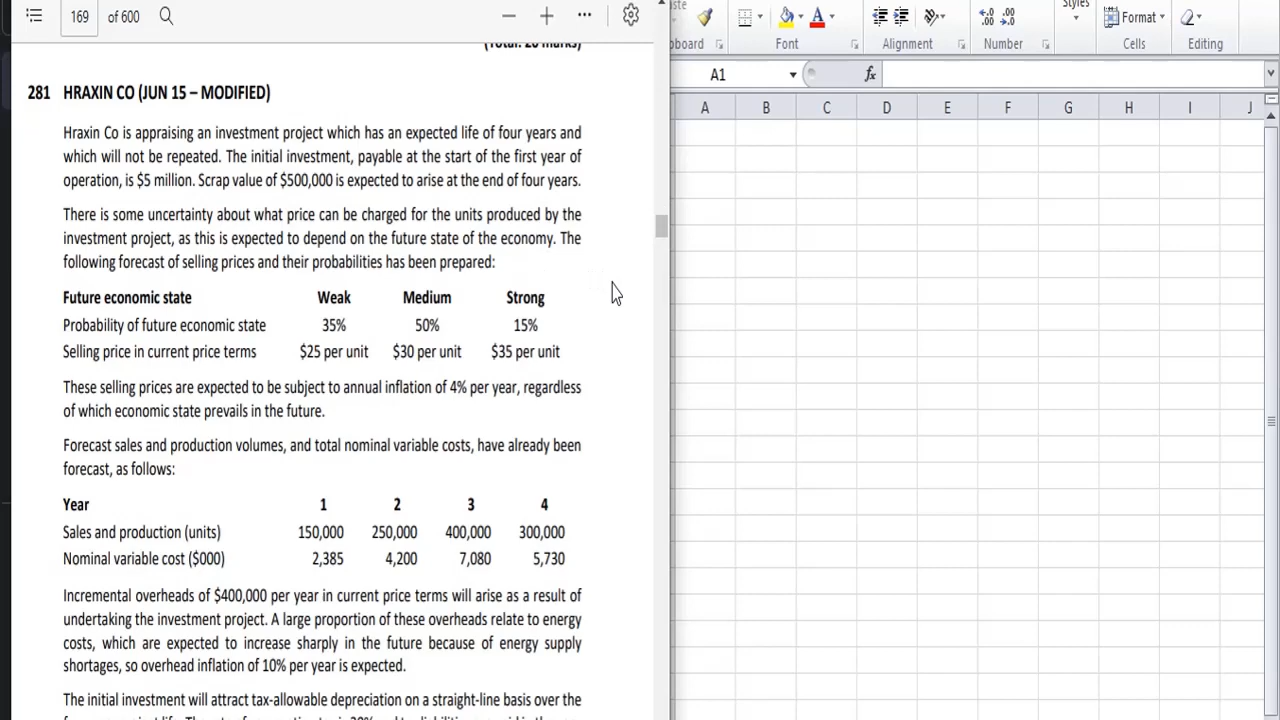 169 of 600
(Total: 20 marks)
281 HRAXIN CO (JUN 15 – MODIFIED)
Hraxin Co is appraising an investment project which has an expected life of four years and
which will not be repeated. The initial investment, payable at the start of the first year of
operation, is $5 million. Scrap value of $500,000 is expected to arise at the end of four years.
There is some uncertainty about what price can be charged for the units produced by the
investment project, as this is expected to depend on the future state of the economy. The
following forecast of selling prices and their probabilities has been prepared:
Future economic state Weak Medium Strong
Probability of future economic state 35% 50% 15%
Selling price in current price terms $25 per unit $30 per unit $35 per unit
These selling prices are expected to be subject to annual inflation of 4% per year, regardless
of which economic state prevails in the future.
Forecast sales and production volumes, and total nominal variable costs, have already been
forecast, as follows:
Year 1 2 3 4
Sales and production (units) 150,000 250,000 400,000 300,000
Nominal variable cost ($000) 2,385 4,200 7,080 5,730
Incremental overheads of $400,000 per year in current price terms will arise as a result of
undertaking the investment project. A large proportion of these overheads relate to energy
costs, which are expected to increase sharply in the future because of energy supply
shortages, so overhead inflation of 10% per year is expected.
The initial investment will attract tax-allowable depreciation on a straight-line basis over the
Styles
Format
Font Alignment Number Cells Editing
A1 fx
A B C D E F G H I J